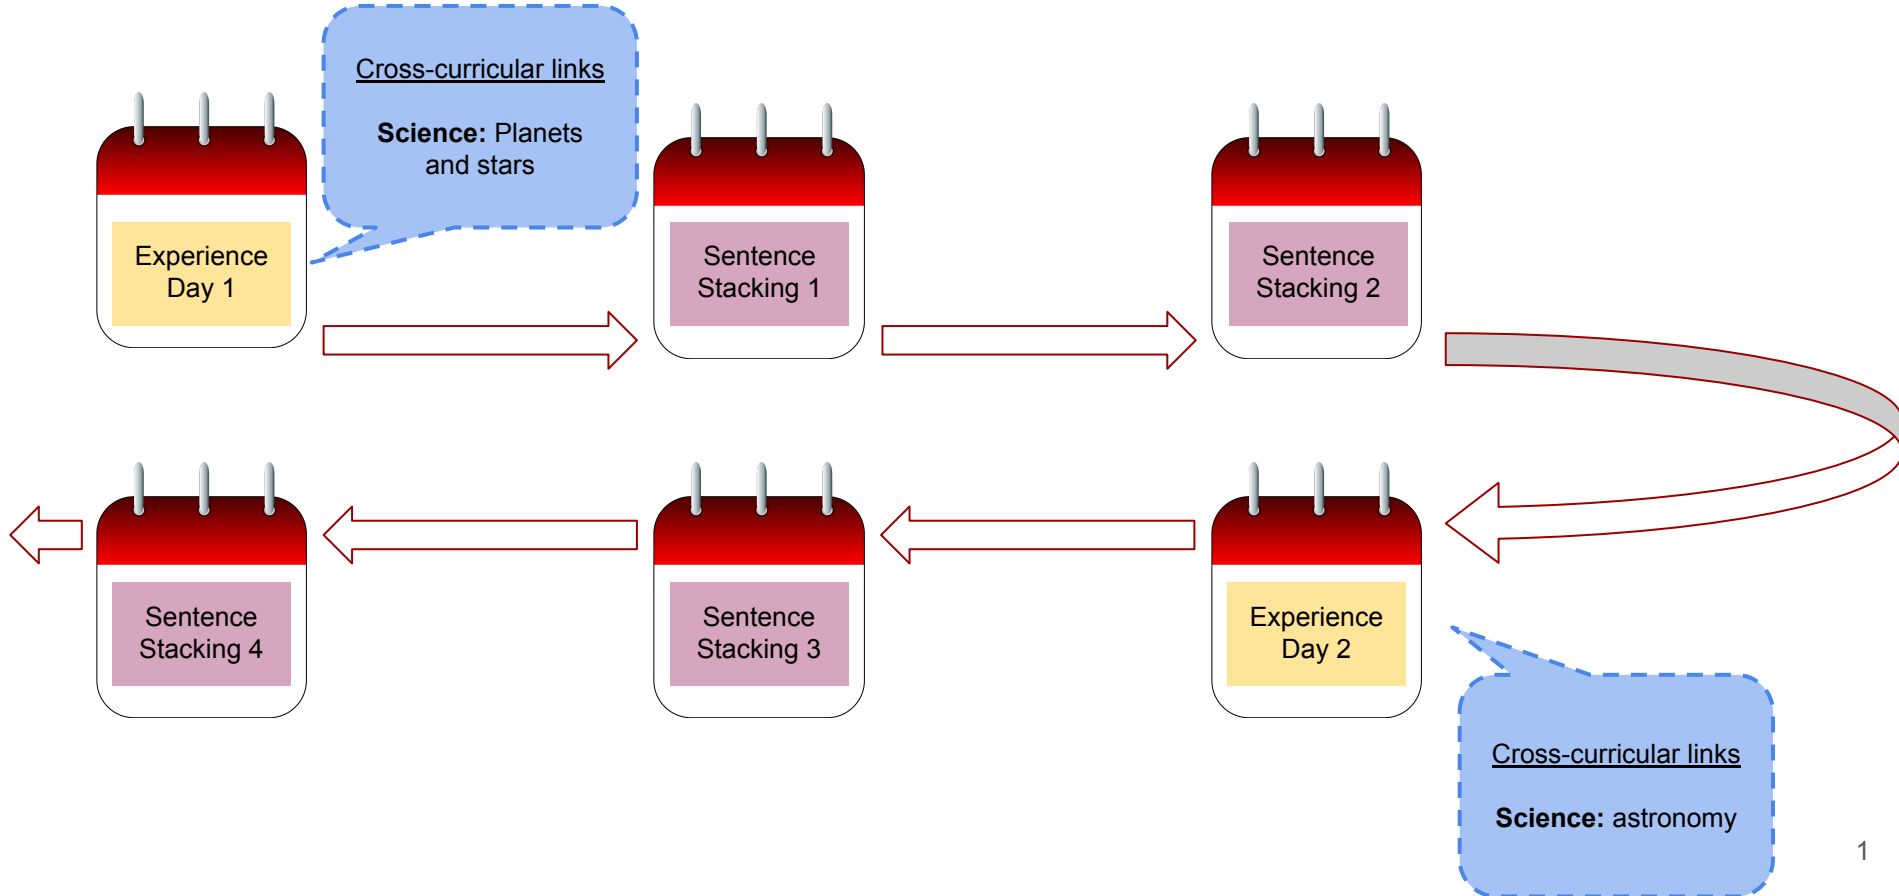 Cross-curricular links
Science: Planets
and stars
Experience
Day 1
Sentence
Stacking 1
Sentence
Stacking 2
Experience
Day 2
Sentence
Stacking 3
Sentence
Stacking 4
Cross-curricular links
Science: astronomy
1